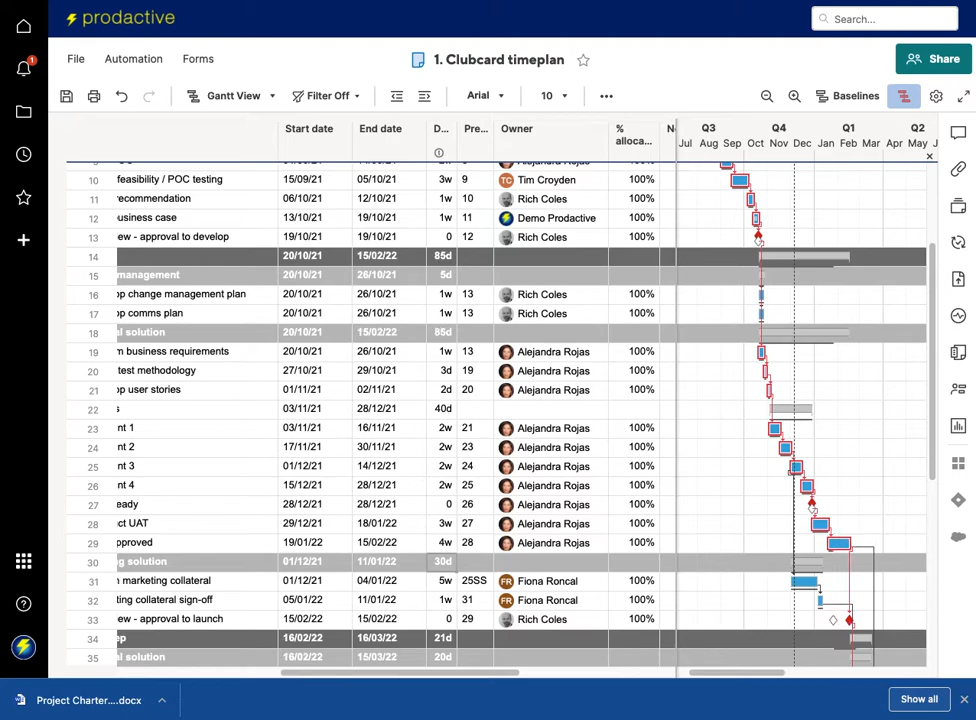 prodactive
Search...
1
File Automation Forms
1. Clubcard timeplan
Share
Gantt View Filter Off Arial 10 Baselines
Start date End date D... Pre... Owner % alloca...
Q3 Q4 Q1 Q2
Jul Aug Sep Oct Nov Dec Jan Feb Mar Apr May J
10 feasibility / POC testing 15/09/21 05/10/21 3w 9 TC Tim Croyden 100%
11 recommendation 06/10/21 12/10/21 1w 10 Rich Coles 100%
12 usiness case 13/10/21 19/10/21 1w 11 Demo Prodactive 100%
13 ew - approval to develop 19/10/21 19/10/21 0 12 Rich Coles 100%
14 20/10/21 15/02/22 85d
15 management 20/10/21 26/10/21 5d
16 op change management plan 20/10/21 26/10/21 1w 13 Rich Coles 100%
17 op comms plan 20/10/21 26/10/21 1w 13 Rich Coles 100%
18 al solution 20/10/21 15/02/22 85d
19 m business requirements 20/10/21 26/10/21 1w 13 Alejandra Rojas 100%
20 test methodology 27/10/21 29/10/21 3d 19 Alejandra Rojas 100%
21 op user stories 01/11/21 02/11/21 2d 20 Alejandra Rojas 100%
22 s 03/11/21 28/12/21 40d
23 nt 1 03/11/21 16/11/21 2w 21 Alejandra Rojas 100%
24 nt 2 17/11/21 30/11/21 2w 23 Alejandra Rojas 100%
25 nt 3 01/12/21 14/12/21 2w 24 Alejandra Rojas 100%
26 nt 4 15/12/21 28/12/21 2w 25 Alejandra Rojas 100%
27 eady 28/12/21 28/12/21 0 26 Alejandra Rojas 100%
28 ct UAT 29/12/21 18/01/22 3w 27 Alejandra Rojas 100%
29 pproved 19/01/22 15/02/22 4w 28 Alejandra Rojas 100%
30 ng solution 01/12/21 11/01/22 30d
31 n marketing collateral 01/12/21 04/01/22 5w 25SS FR Fiona Roncal 100%
32 ting collateral sign-off 05/01/22 11/01/22 1w 31 FR Fiona Roncal 100%
33 ew - approval to launch 15/02/22 15/02/22 0 29 Rich Coles 100%
34 ep 16/02/22 16/03/22 21d
35 al solution 16/02/22 15/03/22 20d
Project Charter....docx
Show all